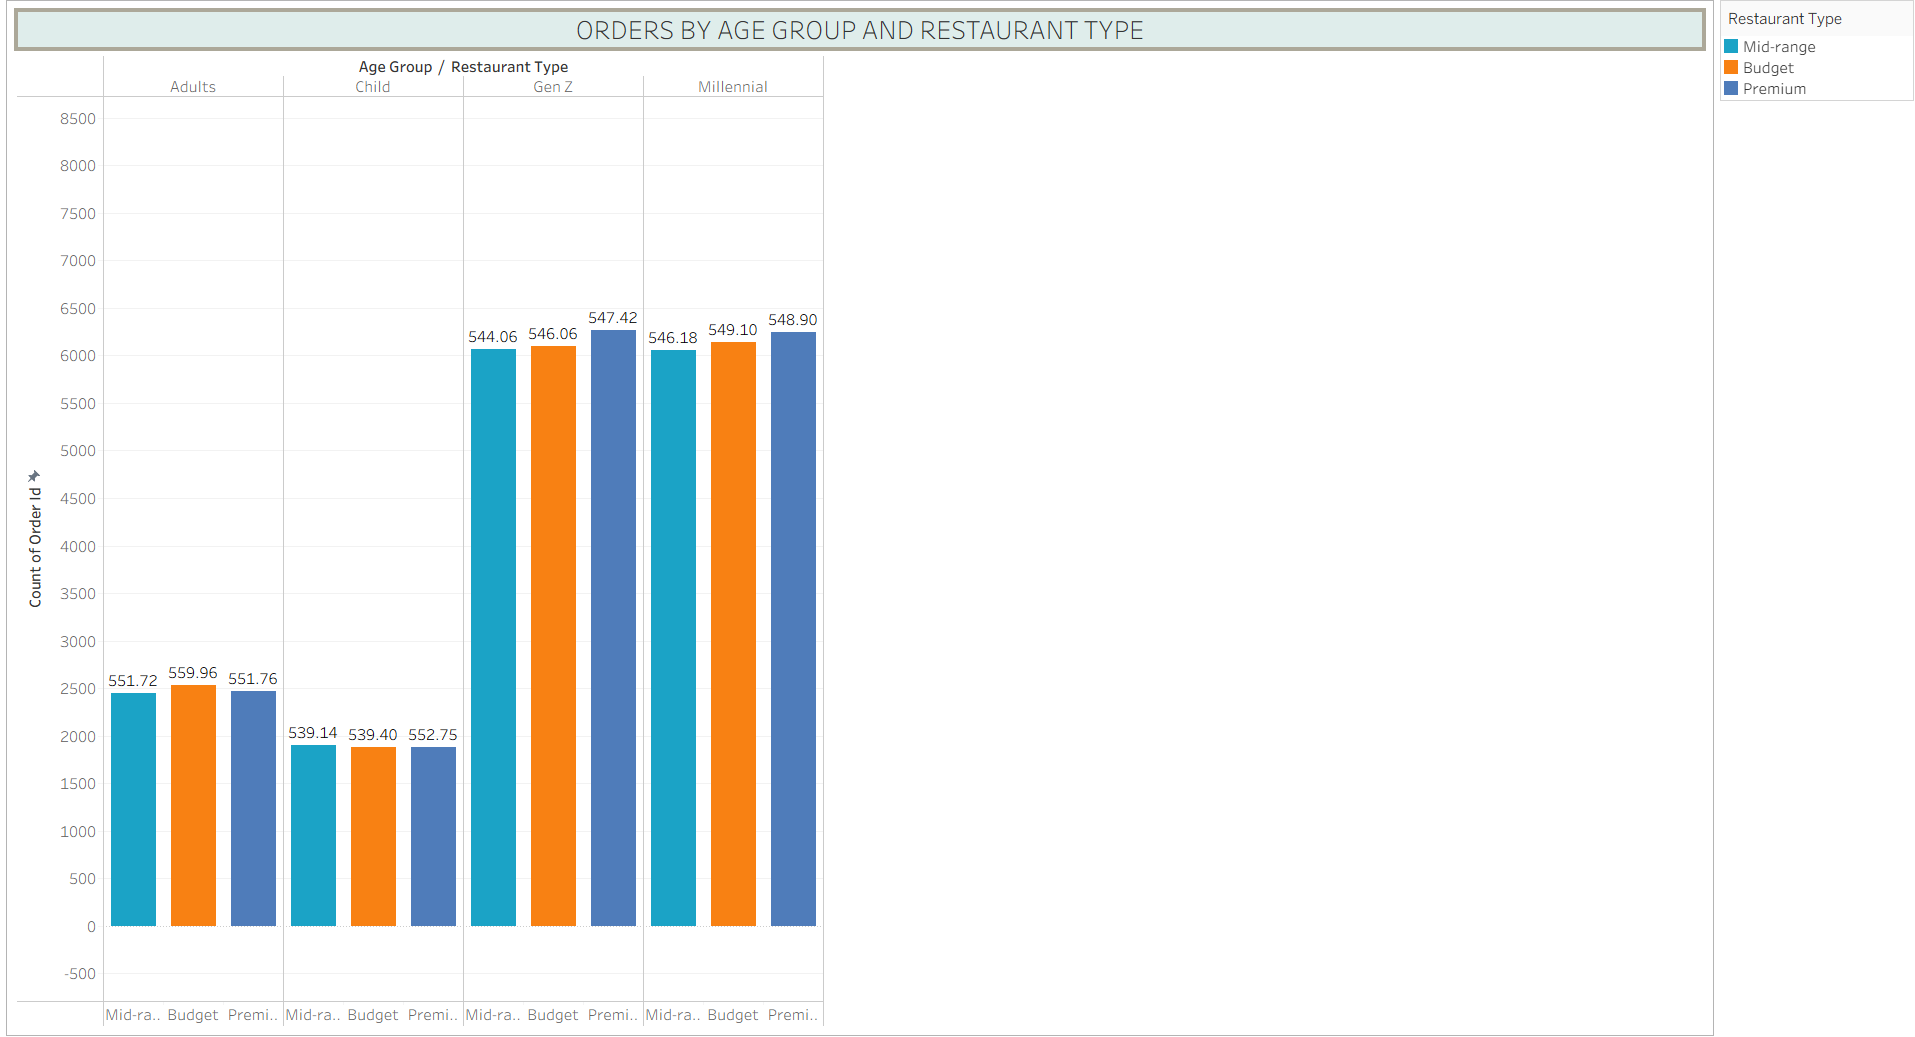 ORDERS BY AGE GROUP AND RESTAURANT TYPE
Restaurant Type
Mid-range
Budget
Premium
Age Group / Restaurant Type
Adults Child Gen Z Millennial
Count of Order Id
8500
8000
7500
7000
6500
6000
5500
5000
4500
4000
3500
3000
2500
2000
1500
1000
500
0
-500
551.72 559.96 551.76
539.14 539.40 552.75
544.06 546.06 547.42
546.18 549.10 548.90
Mid-ra.. Budget Premi.. Mid-ra.. Budget Premi.. Mid-ra.. Budget Premi.. Mid-ra.. Budget Premi..